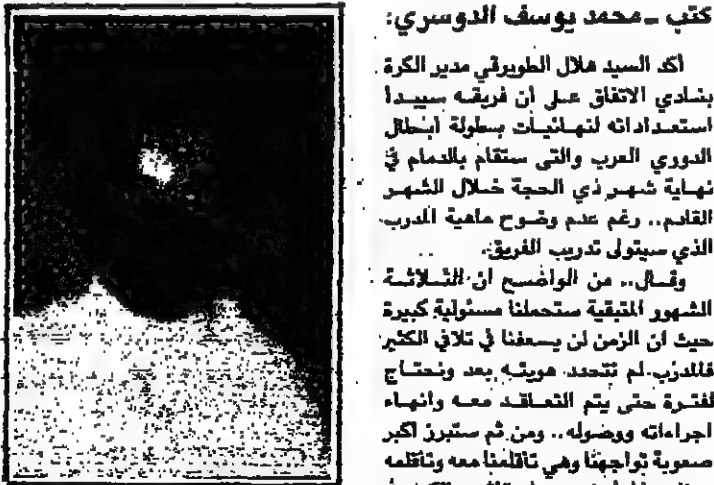 كتب ــ محمد يوسف الدوسري:
أكد السيد هلال الطويرقي مدير الكرة
بنادي الاتفاق على أن فريقه سيبدأ
استعداداته لنهائيات بطولة أبطال
الدوري العرب والتي ستقام بالدمام في
نهاية شهر ذي الحجة خلال الشهر
القادم.. رغم عدم وضوح ماهية المدرب
الذي سيتولى تدريب الفريق.
وقال.. من الواضح ان الثلاثة
الشهور المتبقية ستحملنا مسئولية كبيرة
حيث ان الزمن لن يسعفنا في تلافي الكثير
فالمدرب لم تتحدد هويته بعد ونحتاج
لفترة حتى يتم التعاقد معه وانهاء
اجراءاته ووصوله.. ومن ثم ستبرز اكبر
صعوبة تواجهنا وهي تأقلمنا معه وتأقلمه